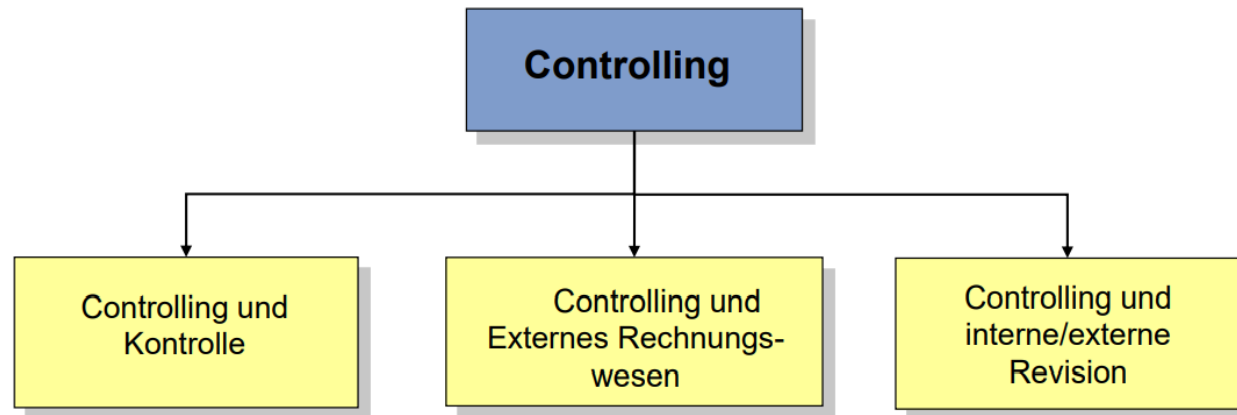 Controlling
Controlling und
Kontrolle
Controlling und
Externes Rechnungs-
wesen
Controlling und
interne/externe
Revision